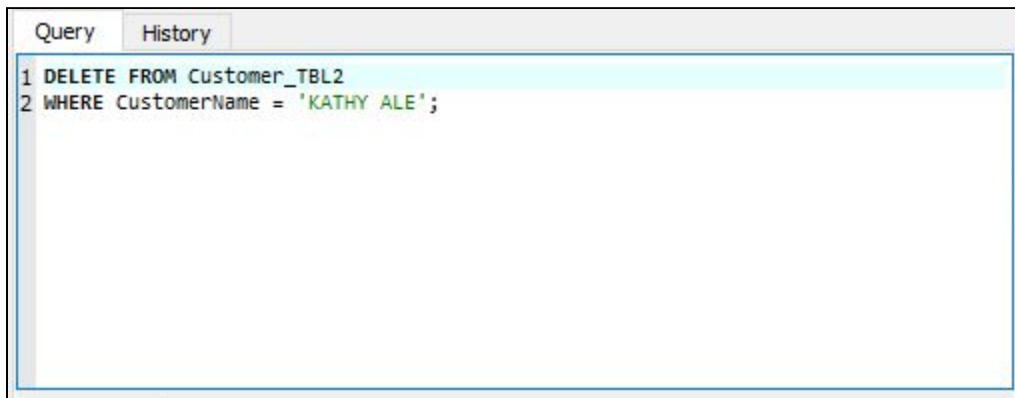 Query History
1 DELETE FROM Customer_TBL2
2 WHERE CustomerName = 'KATHY ALE';